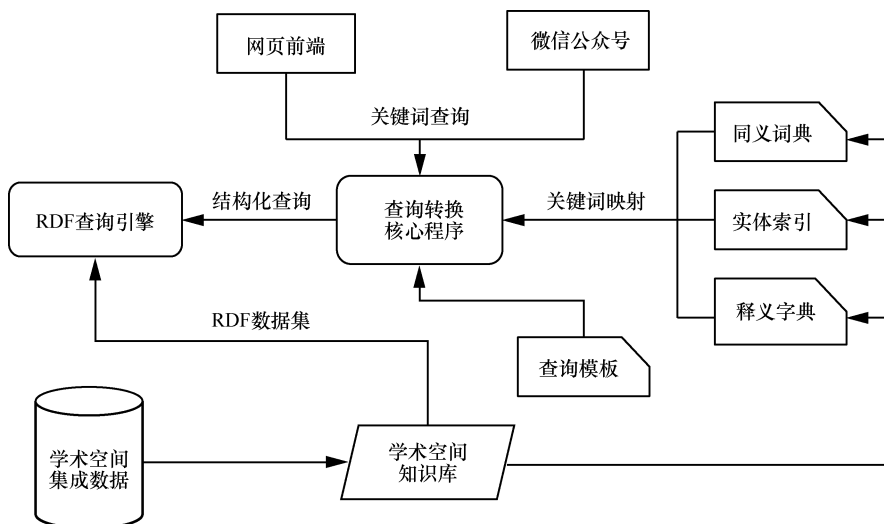 网页前端
微信公众号
关键词查询
同义词典
结构化查询
查询转换
核心程序
关键词映射
实体索引
RDF查询引擎
RDF数据集
释义字典
查询模板
学术空间
集成数据
学术空间
知识库